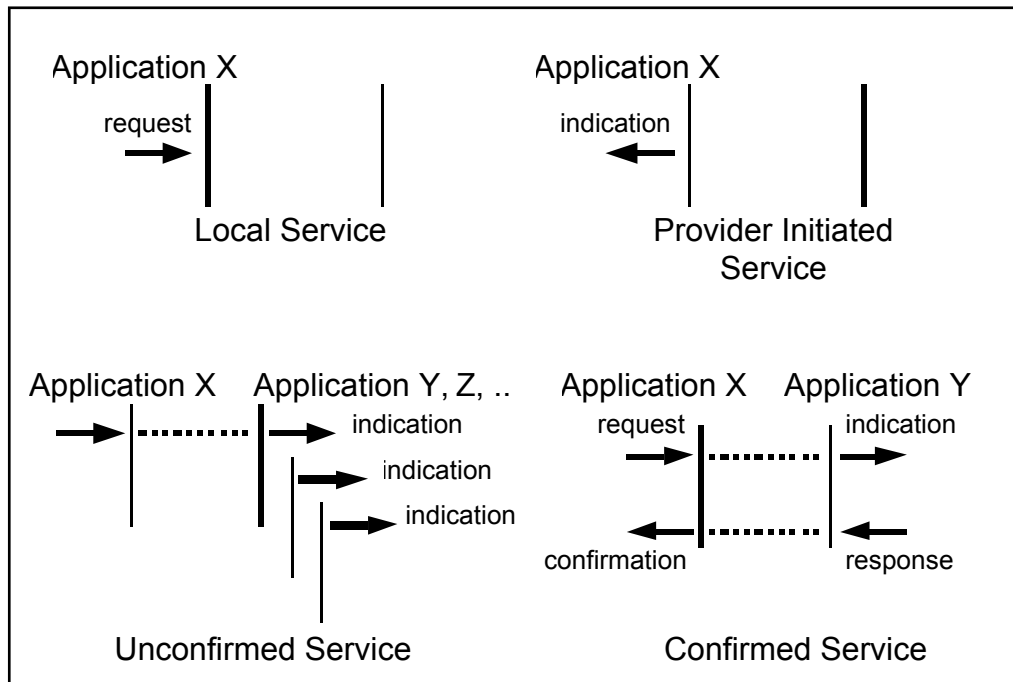 Application X
request
Local Service
Application X
indication
Provider Initiated
Service
Application X
Application Y, Z, ..
indication
indication
indication
Unconfirmed Service
Application X
Application Y
request
indication
confirmation
response
Confirmed Service